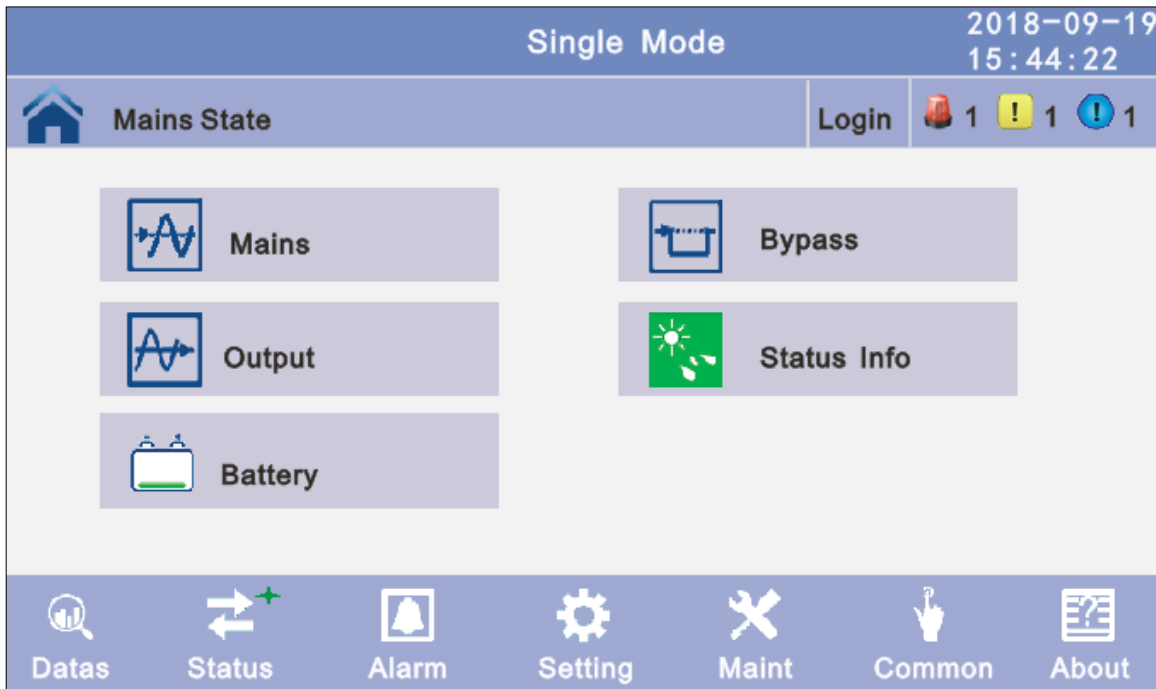 Single Mode
2018-09-19
15:44:22
Mains State
Login
1
1
1
Mains
Bypass
Output
Status Info
Battery
Datas
Status
Alarm
Setting
Maint
Common
About